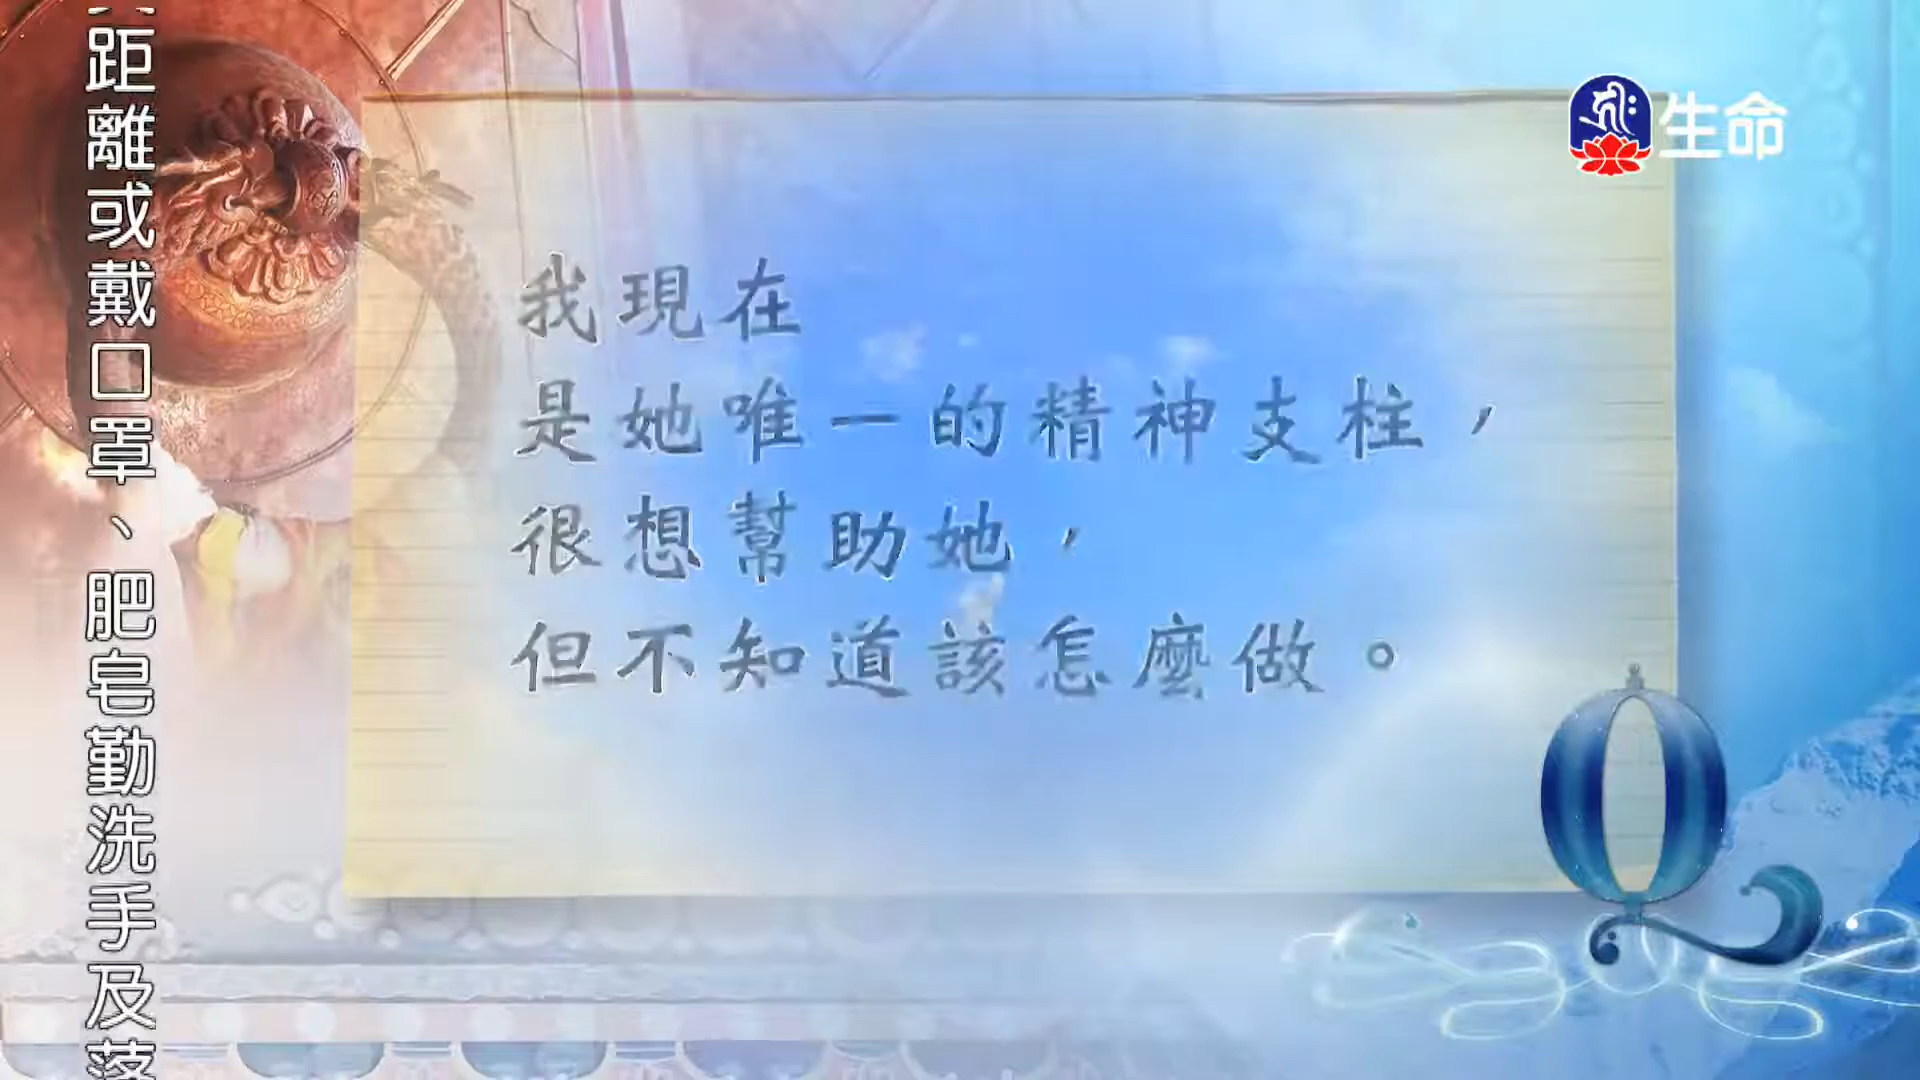 距離或戴口罩、肥皂勤洗手及落
生命
我現在
是她唯一的精神支柱，
很想幫助她，
但不知道該怎麼做。
Q